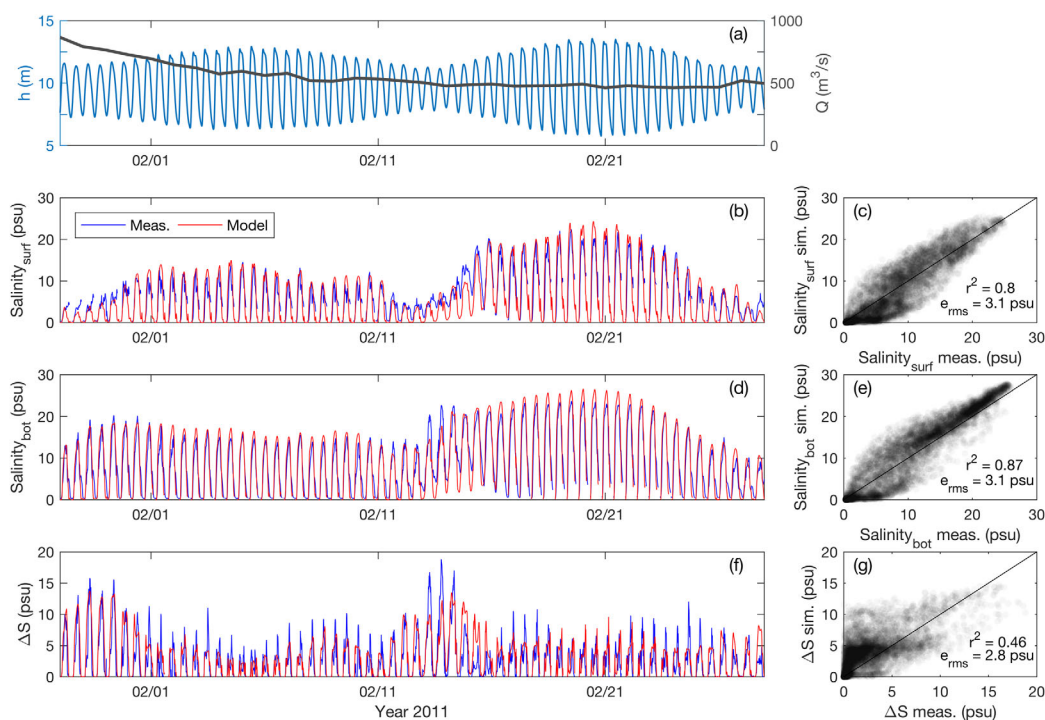 15
10
5
h (m)
(a)
1000
500
0
Q (m³/s)
02/01
02/11
02/21
30
20
10
0
Salinity_surf (psu)
Meas.
Model
(b)
02/01
02/11
02/21
30
20
10
0
Salinity_surf sim. (psu)
(c)
r² = 0.8
e_rms = 3.1 psu
0
10
20
30
Salinity_surf meas. (psu)
30
20
10
0
Salinity_bot (psu)
(d)
02/01
02/11
02/21
30
20
10
0
Salinity_bot sim. (psu)
(e)
r² = 0.87
e_rms = 3.1 psu
0
10
20
30
Salinity_bot meas. (psu)
20
15
10
5
0
ΔS (psu)
(f)
02/01
02/11
02/21
Year 2011
20
15
10
5
0
ΔS sim. (psu)
(g)
r² = 0.46
e_rms = 2.8 psu
0
5
10
15
20
ΔS meas. (psu)